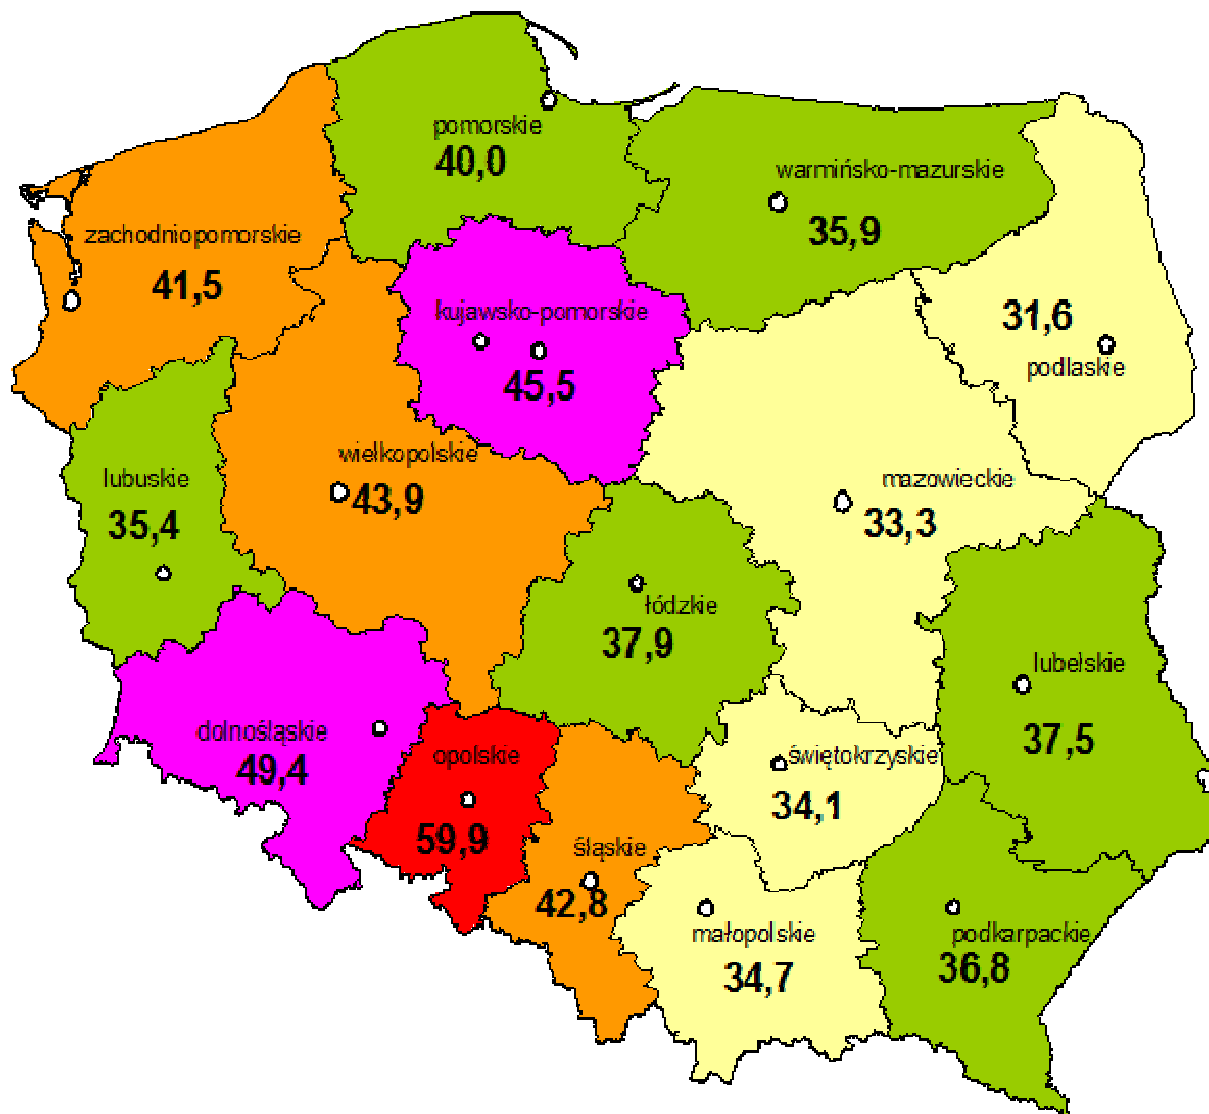 pomorskie
40,0
warmińsko-mazurskie
35,9
zachodniopomorskie
41,5
kujawsko-pomorskie
45,5
31,6
podlaskie
wielkopolskie
43,9
lubuskie
35,4
mazowieckie
33,3
łódzkie
37,9
lubelskie
37,5
dolnośląskie
49,4
opolskie
59,9
świętokrzyskie
34,1
śląskie
42,8
małopolskie
34,7
podkarpackie
36,8